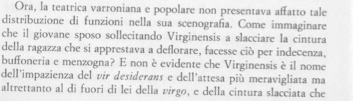 Ora, la teatrica varroniana e popolare non presentava affatto tale
distribuzione di funzioni nella sua scenografia. Come immaginare
che il giovane sposo sollecitando Virginensis a slacciare la cintura
della ragazza che si apprestava a deflorare, facesse ciò per indecenza,
buffoneria e menzogna? E non è evidente che Virginensis è il nome
dell'impazienza del vir desiderans e dell'attesa più meravigliata ma
altrettanto al di fuori di lei della virgo, e della cintura slacciata che